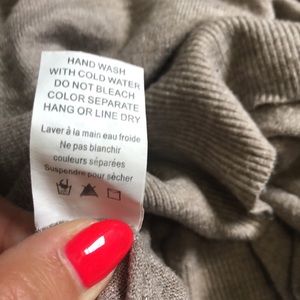 HAND WASH
WITH COLD WATER
DO NOT BLEACH
COLOR SEPARATE
HANG OR LINE DRY
Laver à la main eau froide
Ne pas blanchir
couleurs séparées
Suspendre pour sécher